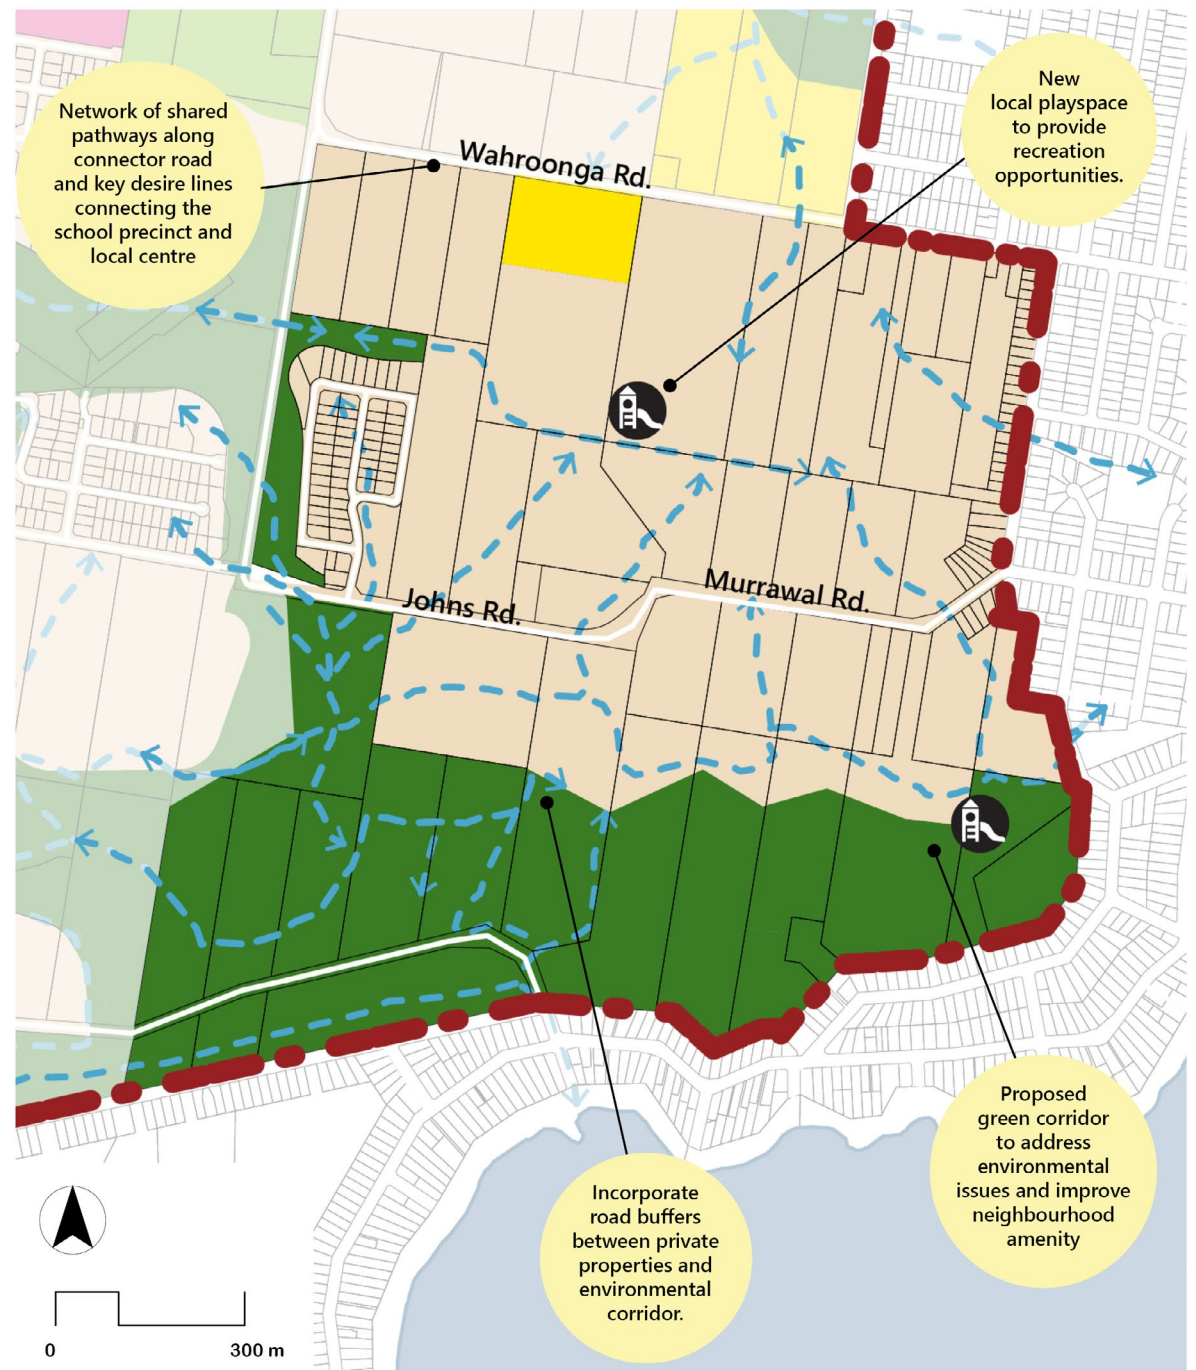 New
local playspace
to provide
recreation
opportunities.
Network of shared
pathways along
connector road
and key desire lines
connecting the
school precinct and
local centre
Wahroonga Rd.
Murrawal Rd.
Johns Rd.
Proposed
green corridor
to address
environmental
issues and improve
neighbourhood
amenity
Incorporate
road buffers
between private
properties and
environmental
corridor.
0 300 m